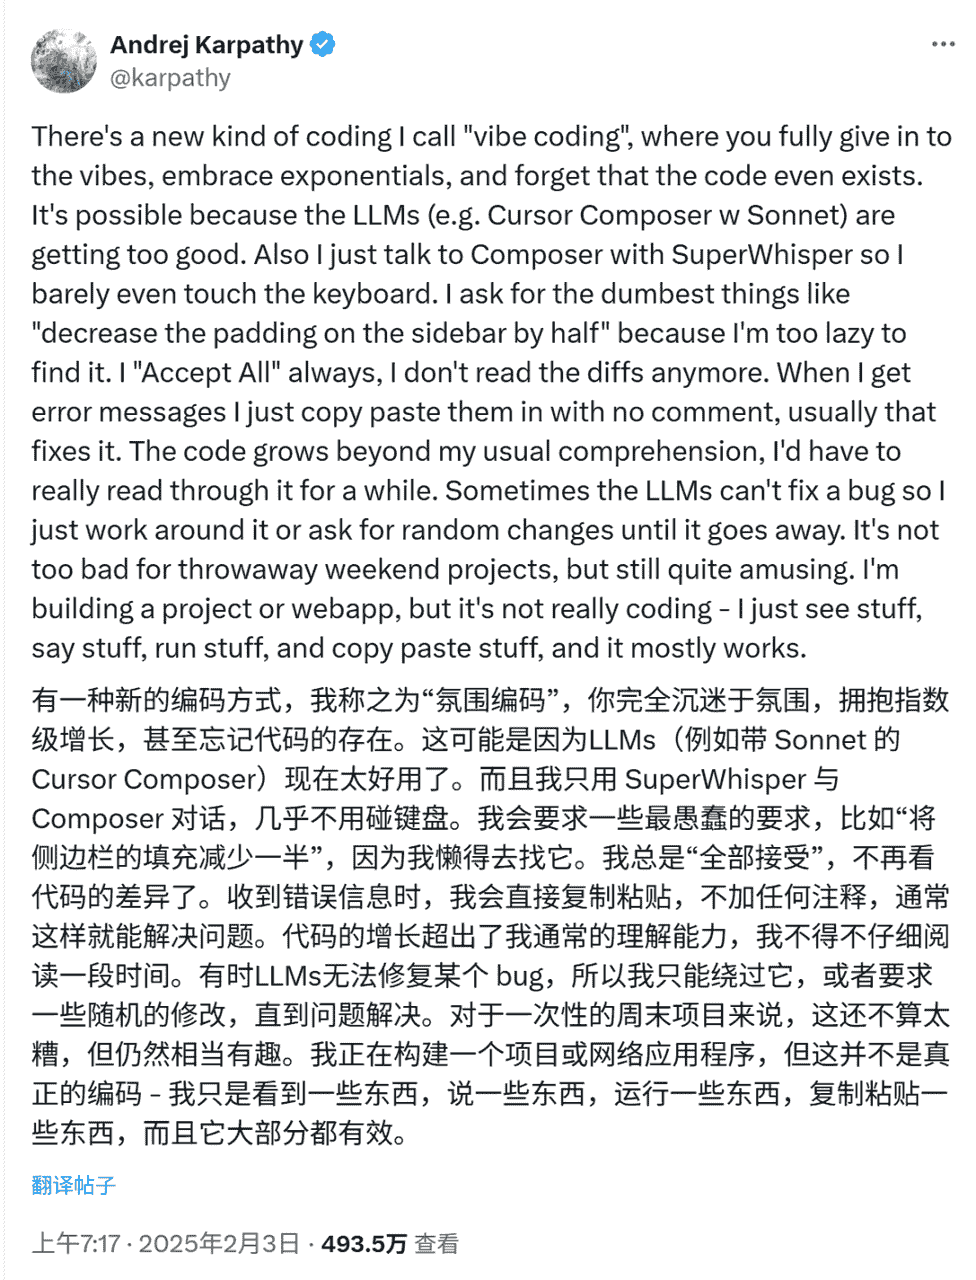 Andrej Karpathy
@karpathy
There's a new kind of coding I call "vibe coding", where you fully give in to
the vibes, embrace exponentials, and forget that the code even exists.
It's possible because the LLMs (e.g. Cursor Composer w Sonnet) are
getting too good. Also I just talk to Composer with SuperWhisper so I
barely even touch the keyboard. I ask for the dumbest things like
"decrease the padding on the sidebar by half" because I'm too lazy to
find it. I "Accept All" always, I don't read the diffs anymore. When I get
error messages I just copy paste them in with no comment, usually that
fixes it. The code grows beyond my usual comprehension, I'd have to
really read through it for a while. Sometimes the LLMs can't fix a bug so I
just work around it or ask for random changes until it goes away. It's not
too bad for throwaway weekend projects, but still quite amusing. I'm
building a project or webapp, but it's not really coding - I just see stuff,
say stuff, run stuff, and copy paste stuff, and it mostly works.
有一种新的编码方式，我称之为“氛围编码”，你完全沉迷于氛围，拥抱指数
级增长，甚至忘记代码的存在。这可能是因为LLMs（例如带 Sonnet 的
Cursor Composer）现在太好用了。而且我只用 SuperWhisper 与
Composer 对话，几乎不用碰键盘。我会要求一些最愚蠢的要求，比如“将
侧边栏的填充减少一半”，因为我懒得去找它。我总是“全部接受”，不再看
代码的差异了。收到错误信息时，我会直接复制粘贴，不加任何注释，通常
这样就能解决问题。代码的增长超出了我通常的理解能力，我不得不仔细阅
读一段时间。有时LLMs无法修复某个 bug，所以我只能绕过它，或者要求
一些随机的修改，直到问题解决。对于一次性的周末项目来说，这还不算太
糟，但仍然相当有趣。我正在构建一个项目或网络应用程序，但这并不是真
正的编码 - 我只是看到一些东西，说一些东西，运行一些东西，复制粘贴一
些东西，而且它大部分都有效。
翻译帖子
上午7:17 · 2025年2月3日 · 493.5万 查看